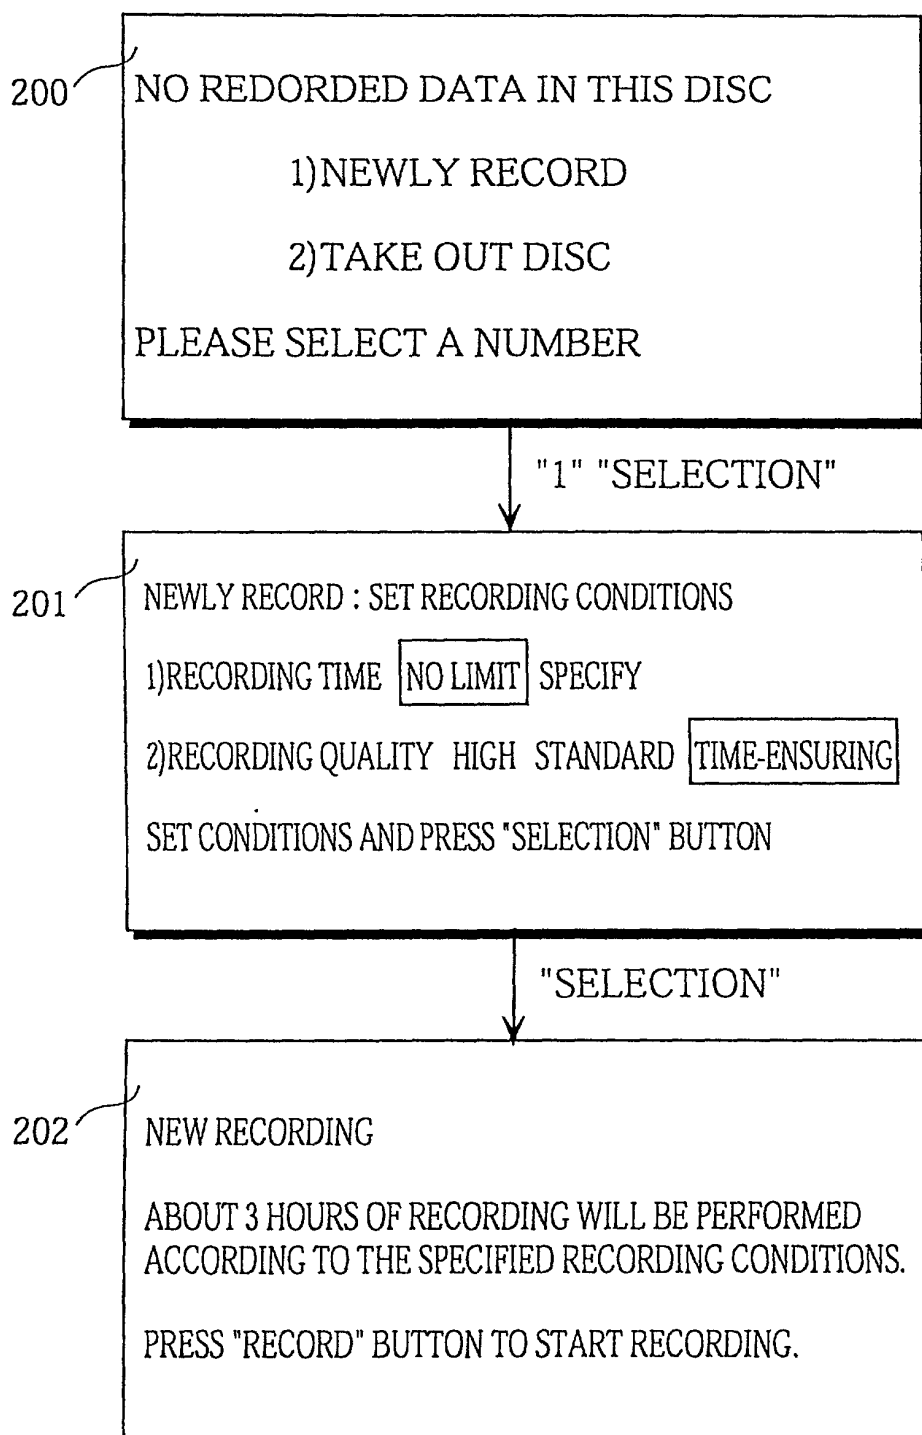 200
NO REDORDED DATA IN THIS DISC
1)NEWLY RECORD
2)TAKE OUT DISC
PLEASE SELECT A NUMBER
"1" "SELECTION"
201
NEWLY RECORD : SET RECORDING CONDITIONS
1)RECORDING TIME NO LIMIT SPECIFY
2)RECORDING QUALITY HIGH STANDARD TIME-ENSURING
SET CONDITIONS AND PRESS "SELECTION" BUTTON
"SELECTION"
202
NEW RECORDING
ABOUT 3 HOURS OF RECORDING WILL BE PERFORMED
ACCORDING TO THE SPECIFIED RECORDING CONDITIONS.
PRESS "RECORD" BUTTON TO START RECORDING.